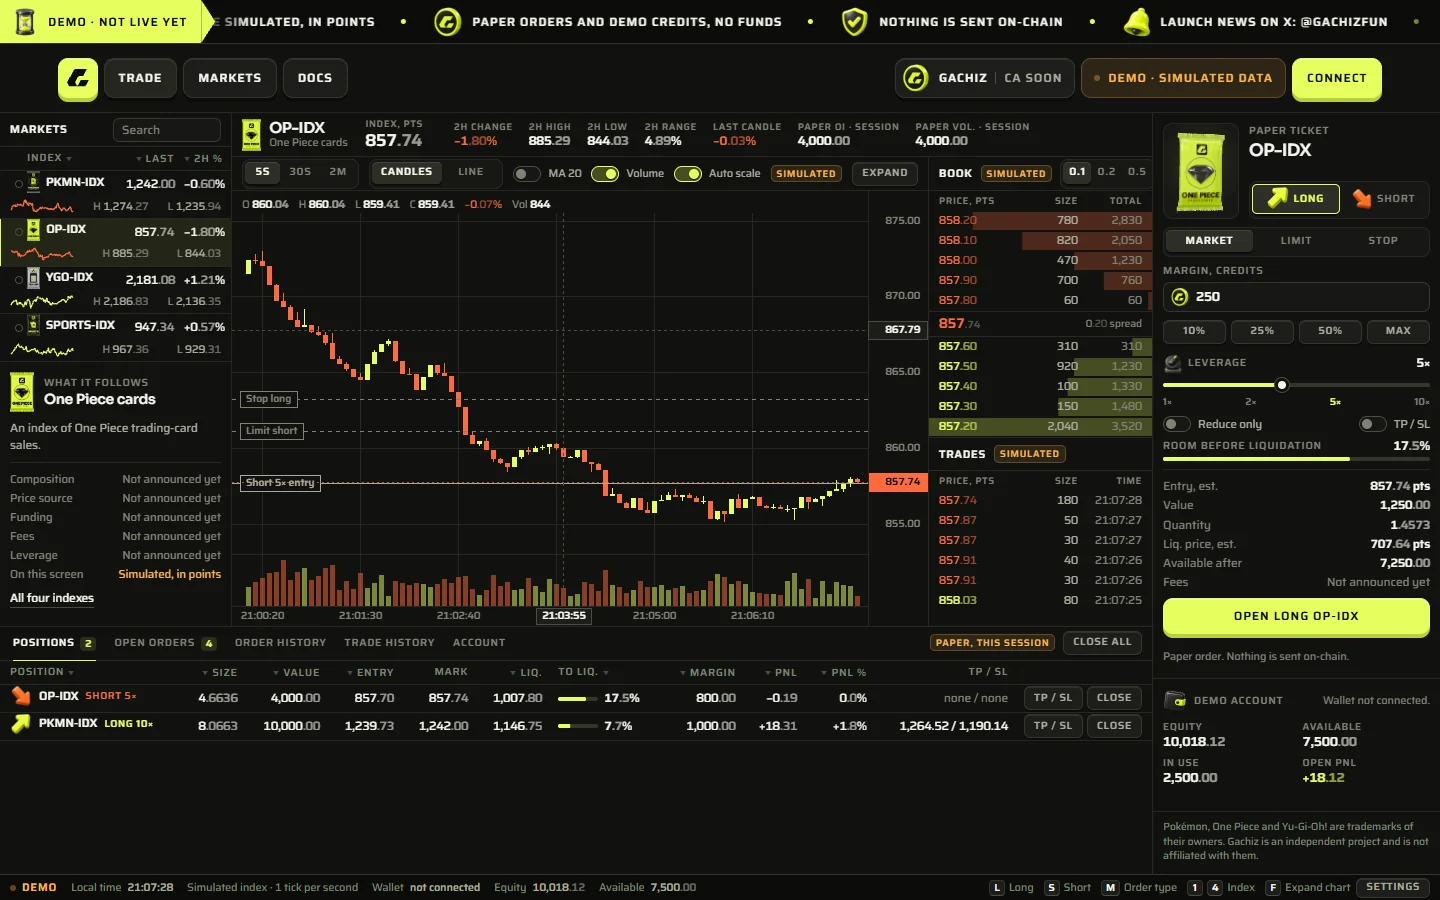 DEMO · NOT LIVE YET
SIMULATED, IN POINTS
PAPER ORDERS AND DEMO CREDITS, NO FUNDS
NOTHING IS SENT ON-CHAIN
LAUNCH NEWS ON X: @GACHIZFUN
TRADE
MARKETS
DOCS
GACHIZ
CA SOON
DEMO · SIMULATED DATA
CONNECT
MARKETS
Search
INDEX LAST 2H %
PKMN-IDX 1,242.00 -0.60%
H 1,274.27 L 1,235.94
OP-IDX 857.74 -1.80%
H 885.29 L 844.03
YGO-IDX 2,181.08 +1.21%
H 2,186.83 L 2,136.35
SPORTS-IDX 947.34 +0.57%
H 967.36 L 929.31
WHAT IT FOLLOWS
One Piece cards
An index of One Piece trading-card
sales.
Composition Not announced yet
Price source Not announced yet
Funding Not announced yet
Fees Not announced yet
Leverage Not announced yet
On this screen Simulated, in points
All four indexes
OP-IDX
One Piece cards
INDEX, PTS
857.74
2H CHANGE
-1.80%
2H HIGH
885.29
2H LOW
844.03
2H RANGE
4.89%
LAST CANDLE
-0.03%
PAPER OI · SESSION
4,000.00
PAPER VOL. · SESSION
4,000.00
5S 30S 2M
CANDLES LINE
MA 20
Volume
Auto scale
SIMULATED
EXPAND
O 860.04 H 860.04 L 859.41 C 859.41 -0.07% Vol 844
875.00
870.00
867.79
865.00
Stop long
Limit short
860.00
Short 5× entry
857.74
855.00
21:00:20 21:01:30 21:02:40 21:03:55 21:05:00 21:06:10
BOOK SIMULATED 0.1 0.2 0.5
PRICE, PTS SIZE TOTAL
858.20 780 2,830
858.10 820 2,050
858.00 470 1,230
857.90 700 760
857.80 60 60
857.74 0.20 spread
857.60 310 310
857.50 920 1,230
857.40 100 1,330
857.30 150 1,480
857.20 2,040 3,520
TRADES SIMULATED
PRICE, PTS SIZE TIME
857.74 180 21:07:28
857.87 50 21:07:27
857.87 30 21:07:27
857.91 40 21:07:26
857.91 30 21:07:26
858.03 80 21:07:25
ONE PIECE
PAPER TICKET
OP-IDX
LONG
SHORT
MARKET LIMIT STOP
MARGIN, CREDITS
250
10% 25% 50% MAX
LEVERAGE 5×
1× 2× 5× 10×
Reduce only TP / SL
ROOM BEFORE LIQUIDATION 17.5%
Entry, est. 857.74 pts
Value 1,250.00
Quantity 1.4573
Liq. price, est. 707.64 pts
Available after 7,250.00
Fees Not announced yet
OPEN LONG OP-IDX
Paper order. Nothing is sent on-chain.
DEMO ACCOUNT Wallet not connected.
EQUITY AVAILABLE
10,018.12 7,500.00
IN USE OPEN PNL
2,500.00 +18.12
Pokémon, One Piece and Yu-Gi-Oh! are trademarks of
their owners. Gachiz is an independent project and is not
affiliated with them.
POSITIONS 2 OPEN ORDERS 4 ORDER HISTORY TRADE HISTORY ACCOUNT
PAPER, THIS SESSION
CLOSE ALL
POSITION SIZE VALUE ENTRY MARK LIQ. TO LIQ. MARGIN PNL PNL % TP / SL
OP-IDX SHORT 5× 4.6636 4,000.00 857.70 857.74 1,007.80 17.5% 800.00 -0.19 0.0% none / none TP / SL CLOSE
PKMN-IDX LONG 10× 8.0663 10,000.00 1,239.73 1,242.00 1,146.75 7.7% 1,000.00 +18.31 +1.8% 1,264.52 / 1,190.14 TP / SL CLOSE
DEMO Local time 21:07:28 Simulated index · 1 tick per second Wallet not connected Equity 10,018.12 Available 7,500.00
L Long S Short M Order type 1 4 Index F Expand chart SETTINGS